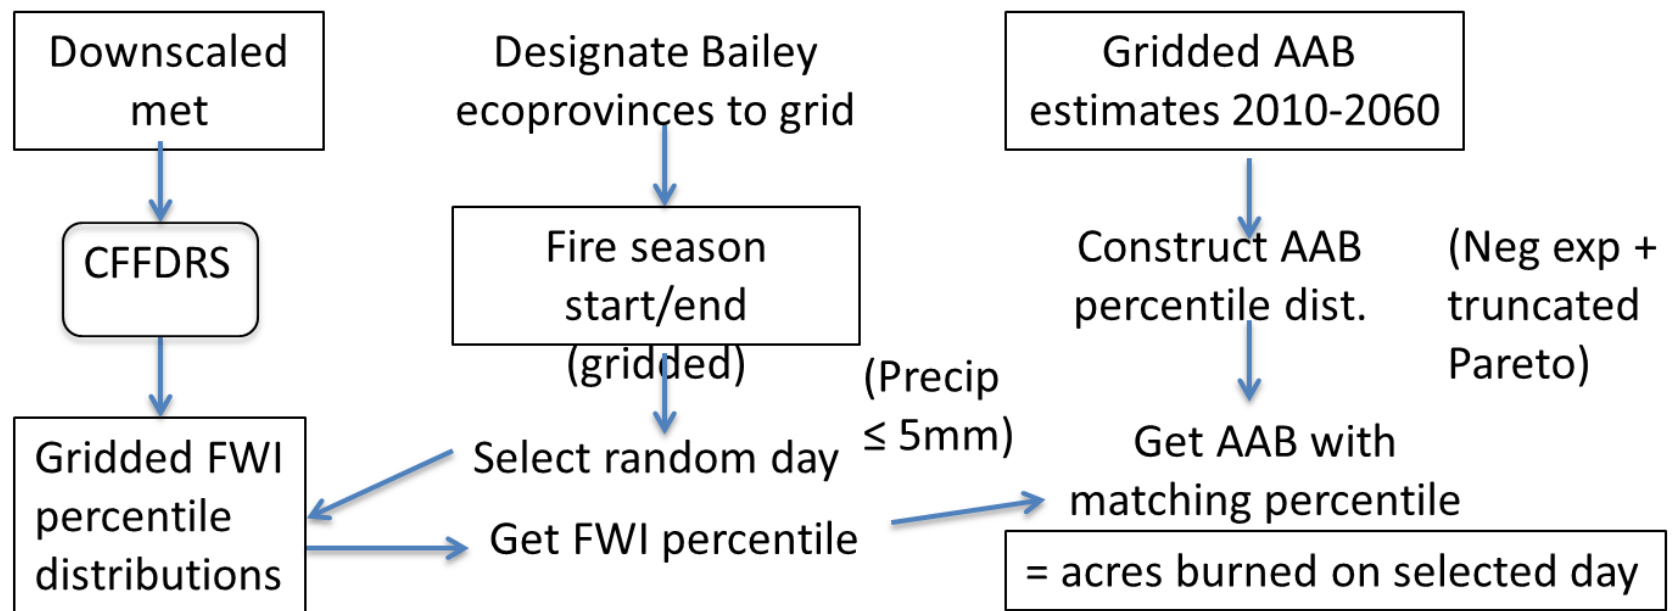 Downscaled
met
CFFDRS
Gridded FWI
percentile
distributions
Designate Bailey
ecoprovinces to grid
Fire season
start/end
(gridded)
(Precip
≤ 5mm)
Select random day
Get FWI percentile
Gridded AAB
estimates 2010-2060
Construct AAB
percentile dist.
(Neg exp +
truncated
Pareto)
Get AAB with
matching percentile
= acres burned on selected day